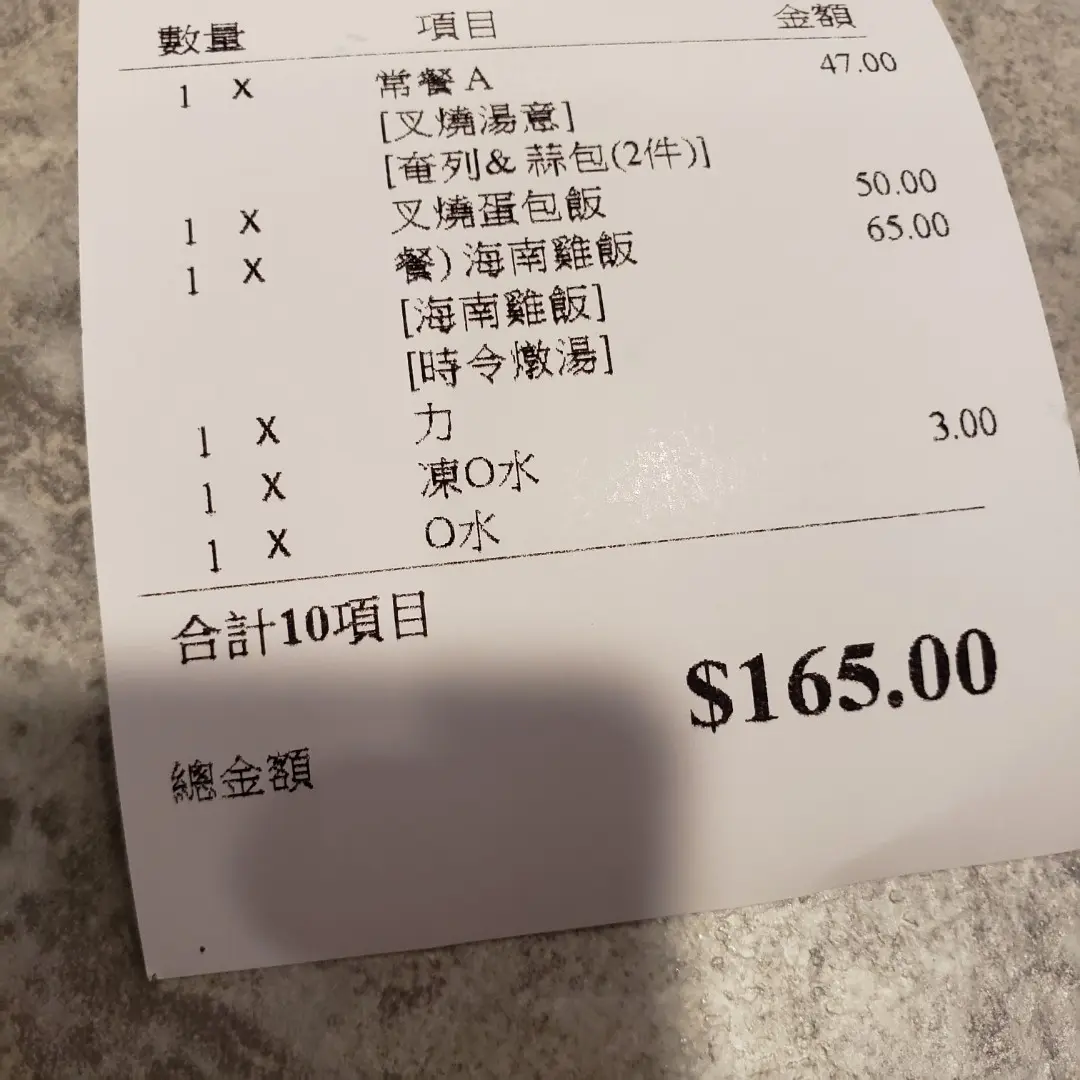 數量 項目 金額
1 X 常餐 A 47.00
[叉燒湯意]
[奄列& 蒜包(2件)]
1 X 叉燒蛋包飯 50.00
1 X 餐) 海南雞飯 65.00
[海南雞飯]
[時令燉湯]
1 X 力
1 X 凍O水 3.00
1 X O水
合計10項目
$165.00
總金額